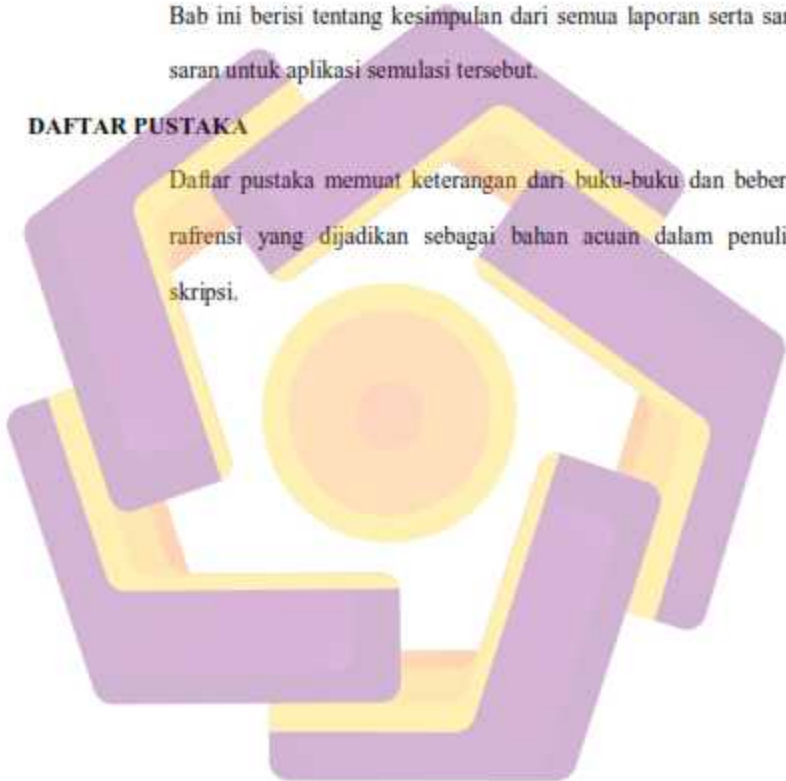 Bab ini berisi tentang kesimpulan dari semua laporan serta sar
saran untuk aplikasi semulasi tersebut.
DAFTAR PUSTAKA
Daftar pustaka memuat keterangan dari buku-buku dan beber
rafrensi yang dijadikan sebagai bahan acuan dalam penuli
skripsi.